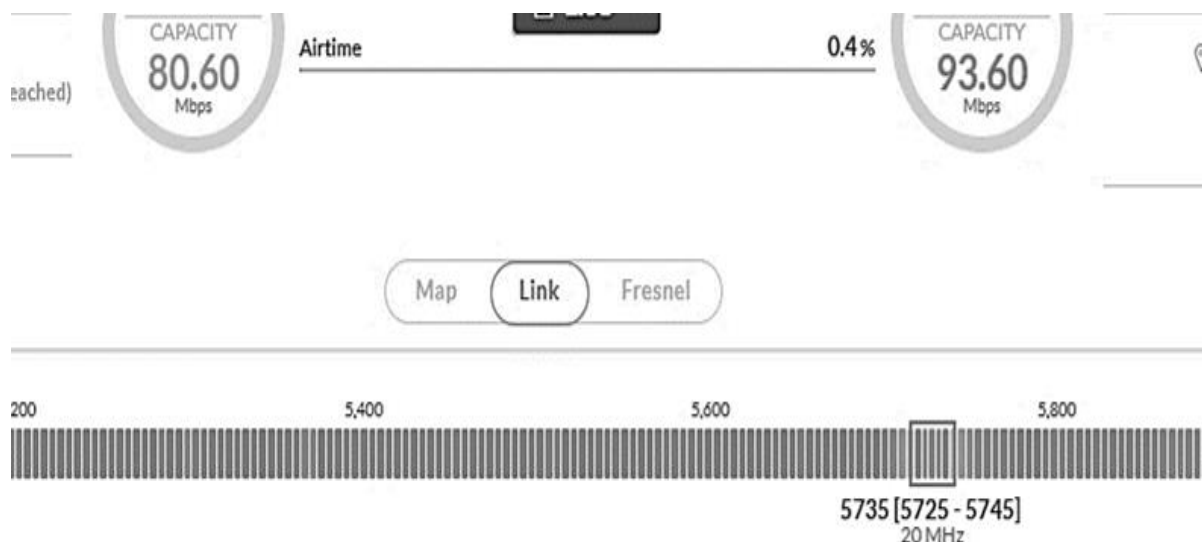 CAPACITY
80.60
Mbps
eached)
Airtime 0.4 %
CAPACITY
93.60
Mbps
Map Link Fresnel
200 5,400 5,600 5,800
5735 [5725 - 5745]
20 MHz